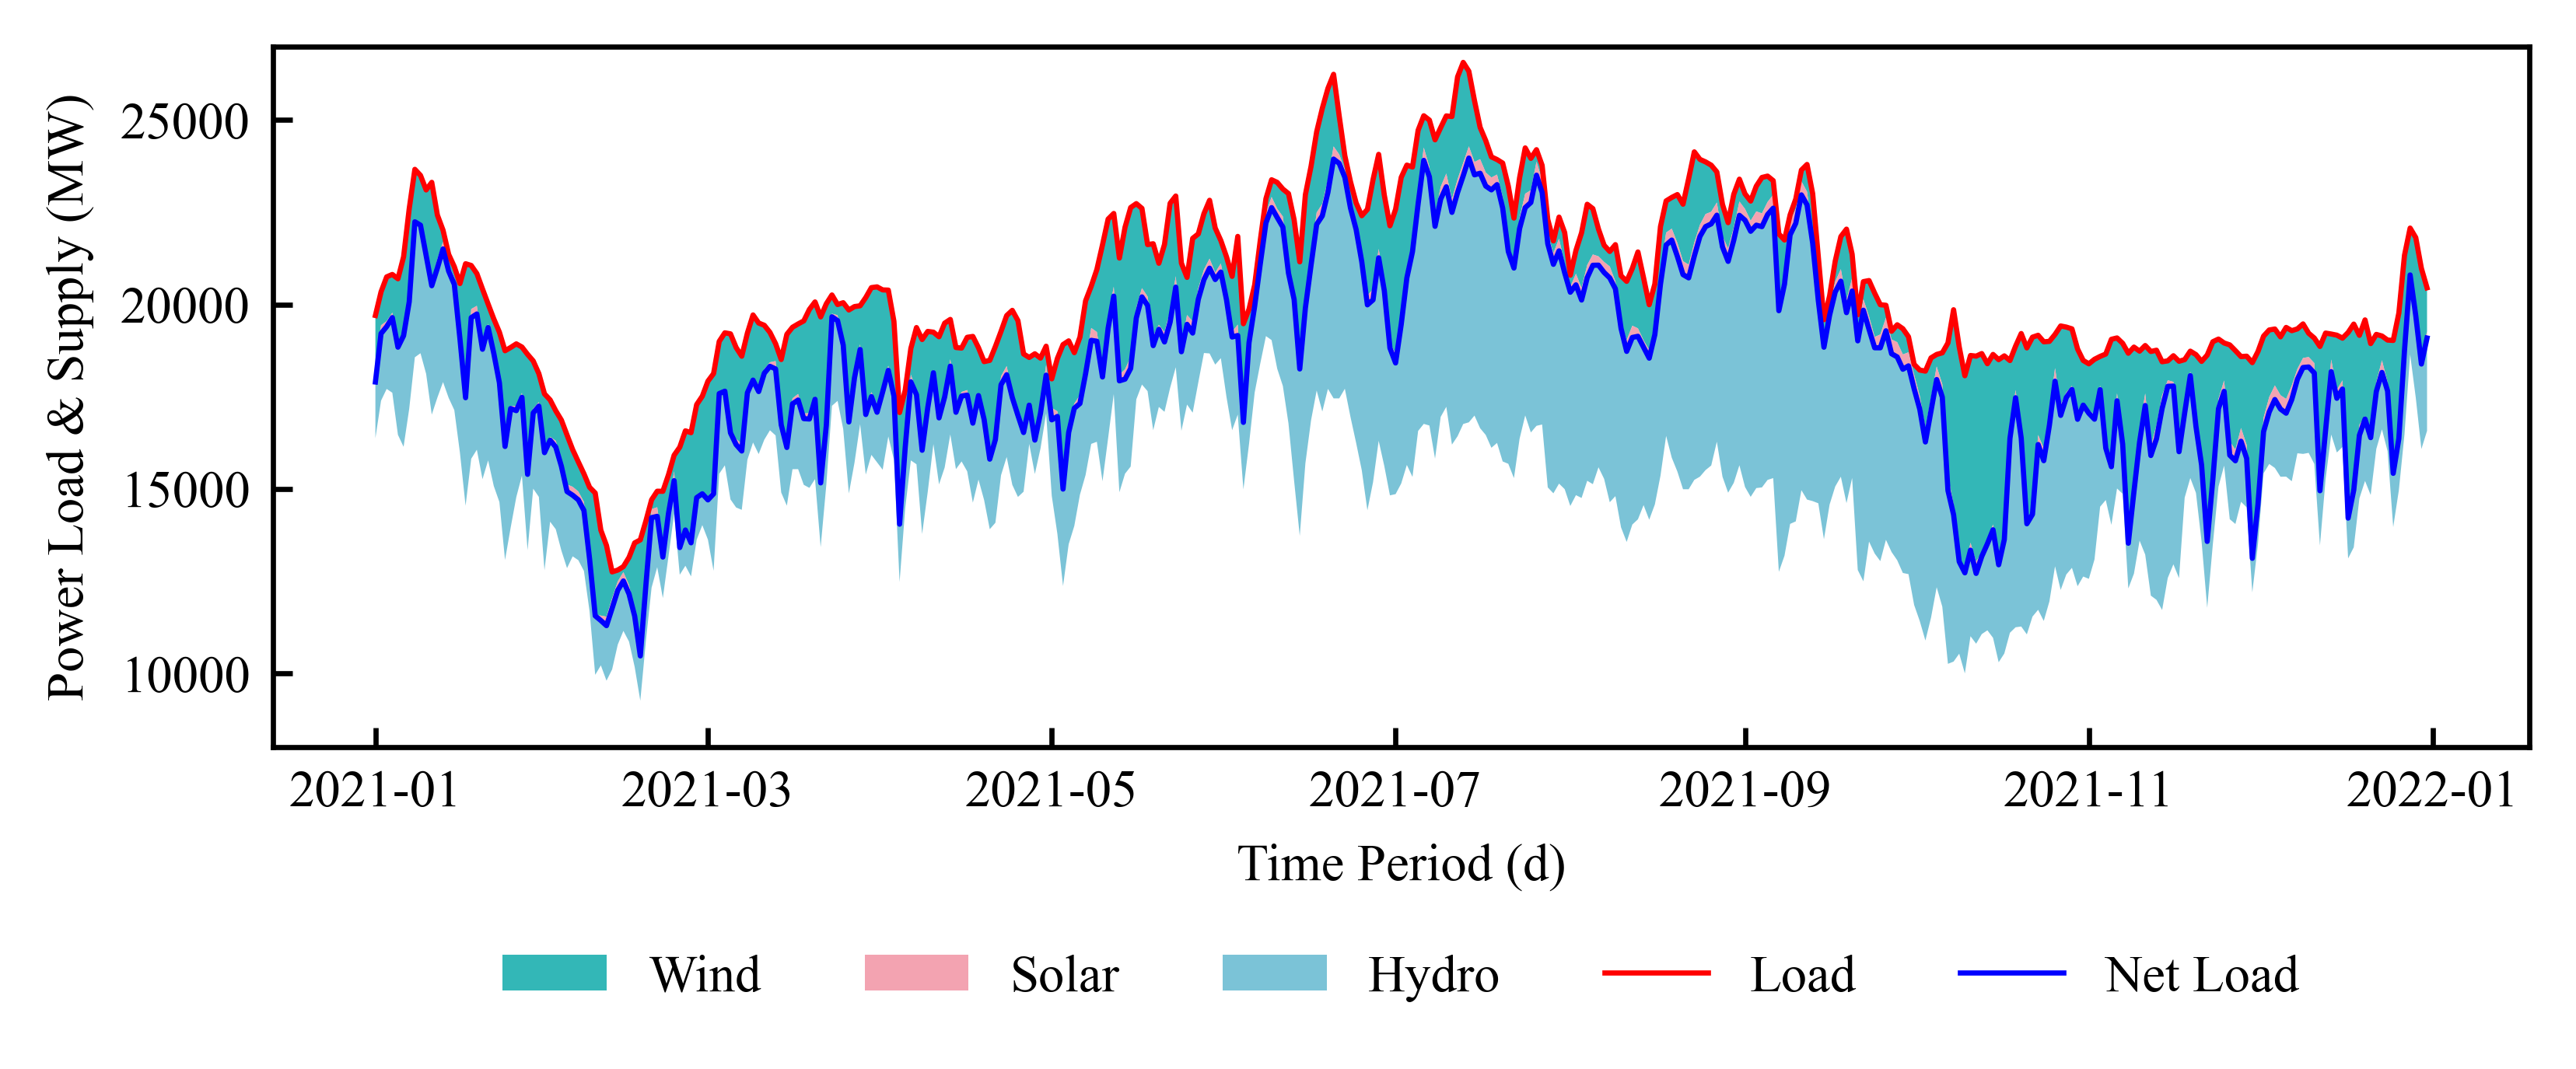 Power Load & Supply (MW)
25000
20000
15000
10000
2021-01 2021-03 2021-05 2021-07 2021-09 2021-11 2022-01
Time Period (d)
Wind Solar Hydro Load Net Load